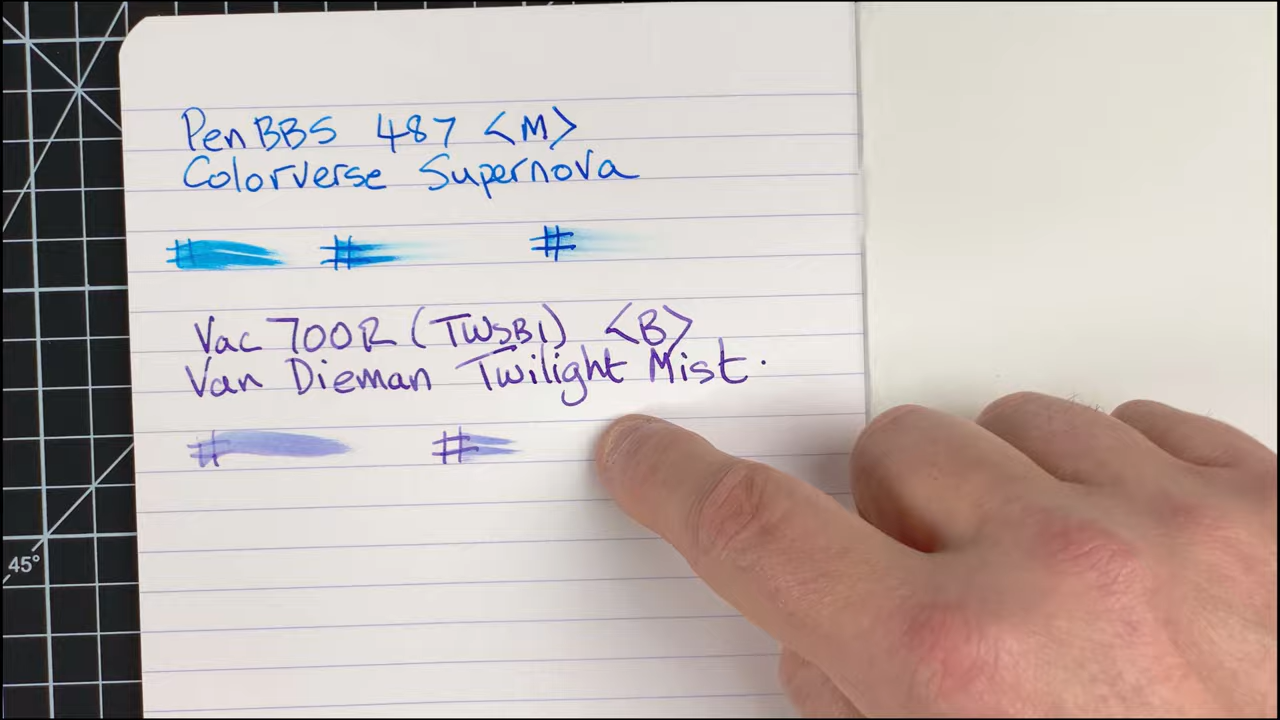 PenBBS 487 <M>
Colorverse Supernova
# # #
Vac 700R (TWSBI) <B>
Van Dieman Twilight Mist.
# #
45°